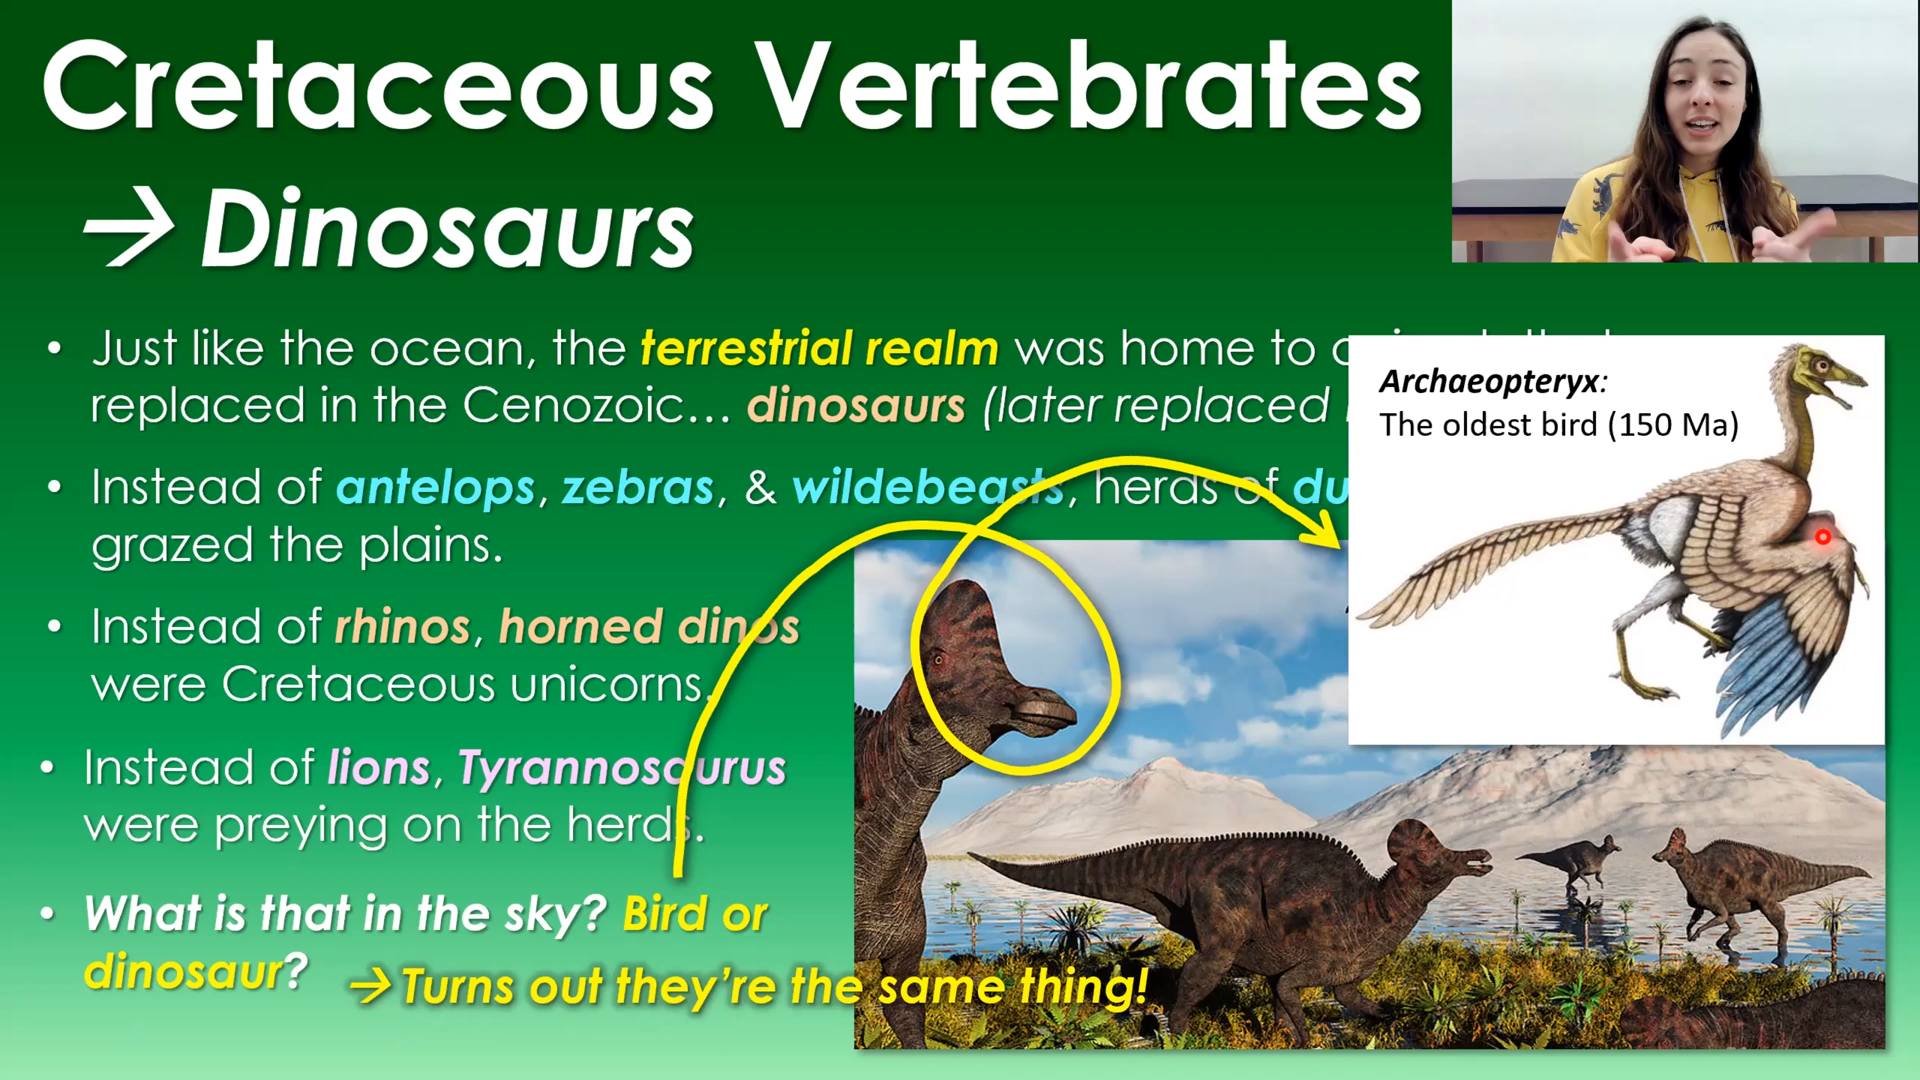 Cretaceous Vertebrates
→ Dinosaurs
• Just like the ocean, the terrestrial realm was home to
replaced in the Cenozoic... dinosaurs (later replaced
• Instead of antelops, zebras, & wildebeasts, herds of du
grazed the plains.
• Instead of rhinos, horned dinos
were Cretaceous unicorns.
• Instead of lions, Tyrannosaurus
were preying on the herds.
• What is that in the sky? Bird or
dinosaur?
→ Turns out they're the same thing!
Archaeopteryx:
The oldest bird (150 Ma)